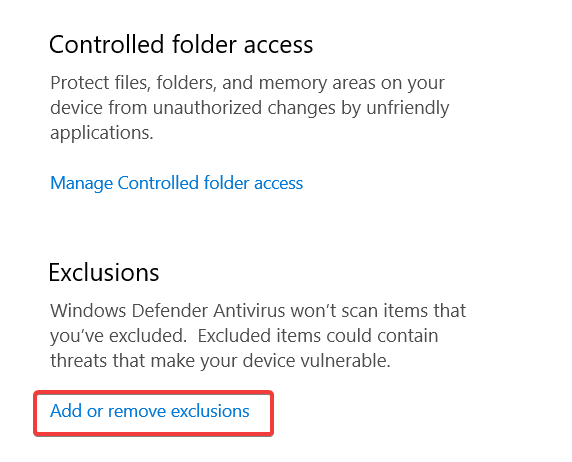 Controlled folder access
Protect files, folders, and memory areas on your
device from unauthorized changes by unfriendly
applications.
Manage Controlled folder access
Exclusions
Windows Defender Antivirus won’t scan items that
you’ve excluded.  Excluded items could contain
threats that make your device vulnerable.
Add or remove exclusions